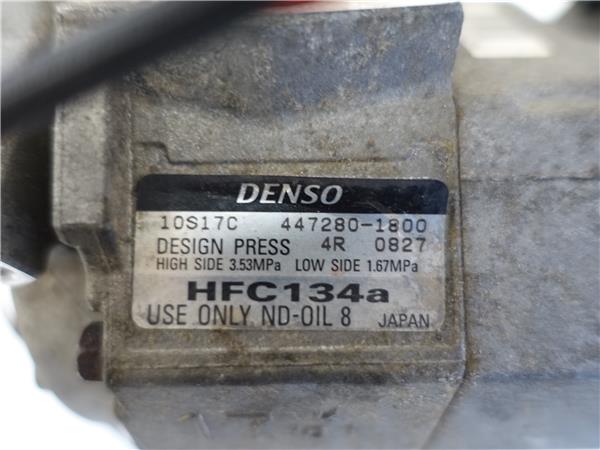 DENSO
10S17C 447280-1800
DESIGN PRESS 4R 0827
HIGH SIDE 3.53MPa LOW SIDE 1.67MPa
HFC134a
USE ONLY ND-OIL 8 JAPAN